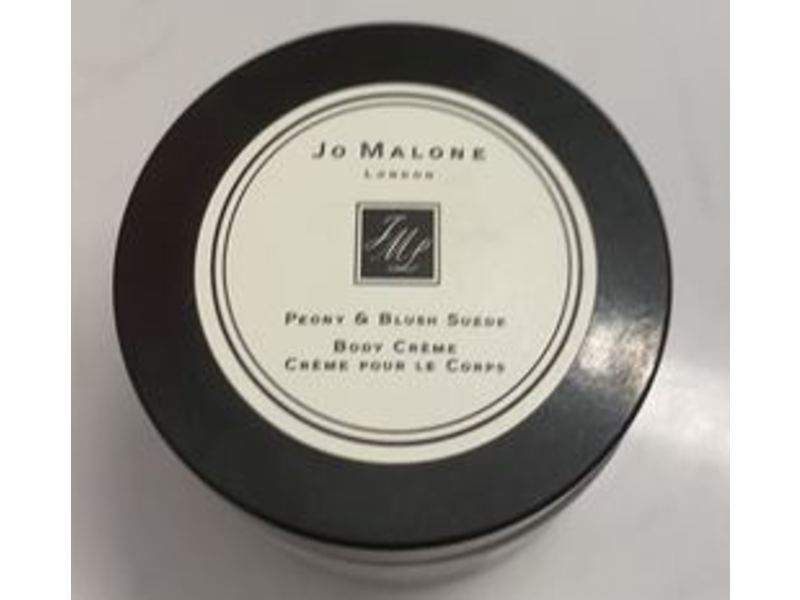 Jo Malone
London
Peony & Blush Suede
Body Crème
Crème pour le Corps